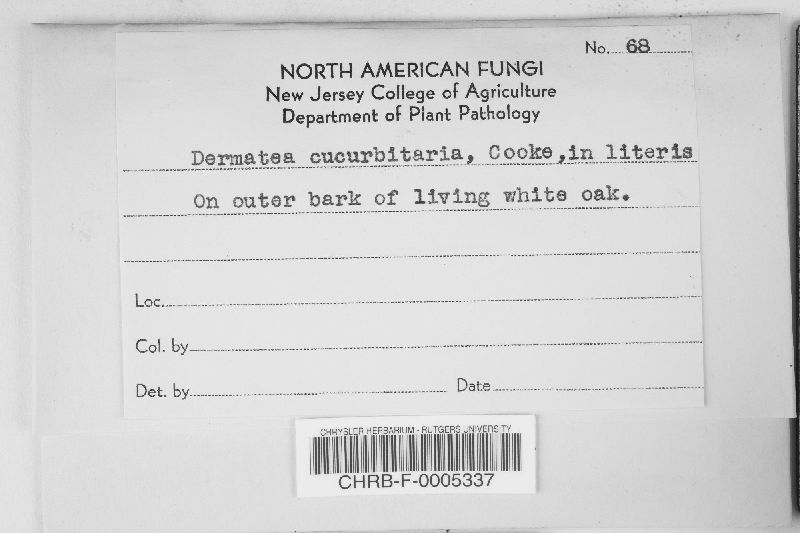 No. 68
NORTH AMERICAN FUNGI
New Jersey College of Agriculture
Department of Plant Pathology
Dermatea cucurbitaria, Cooke,in literis
On outer bark of living white oak.
Loc.
Col. by
Det. by Date
CHRYSLER HERBARIUM - RUTGERS UNIVERSITY
CHRB-F-0005337